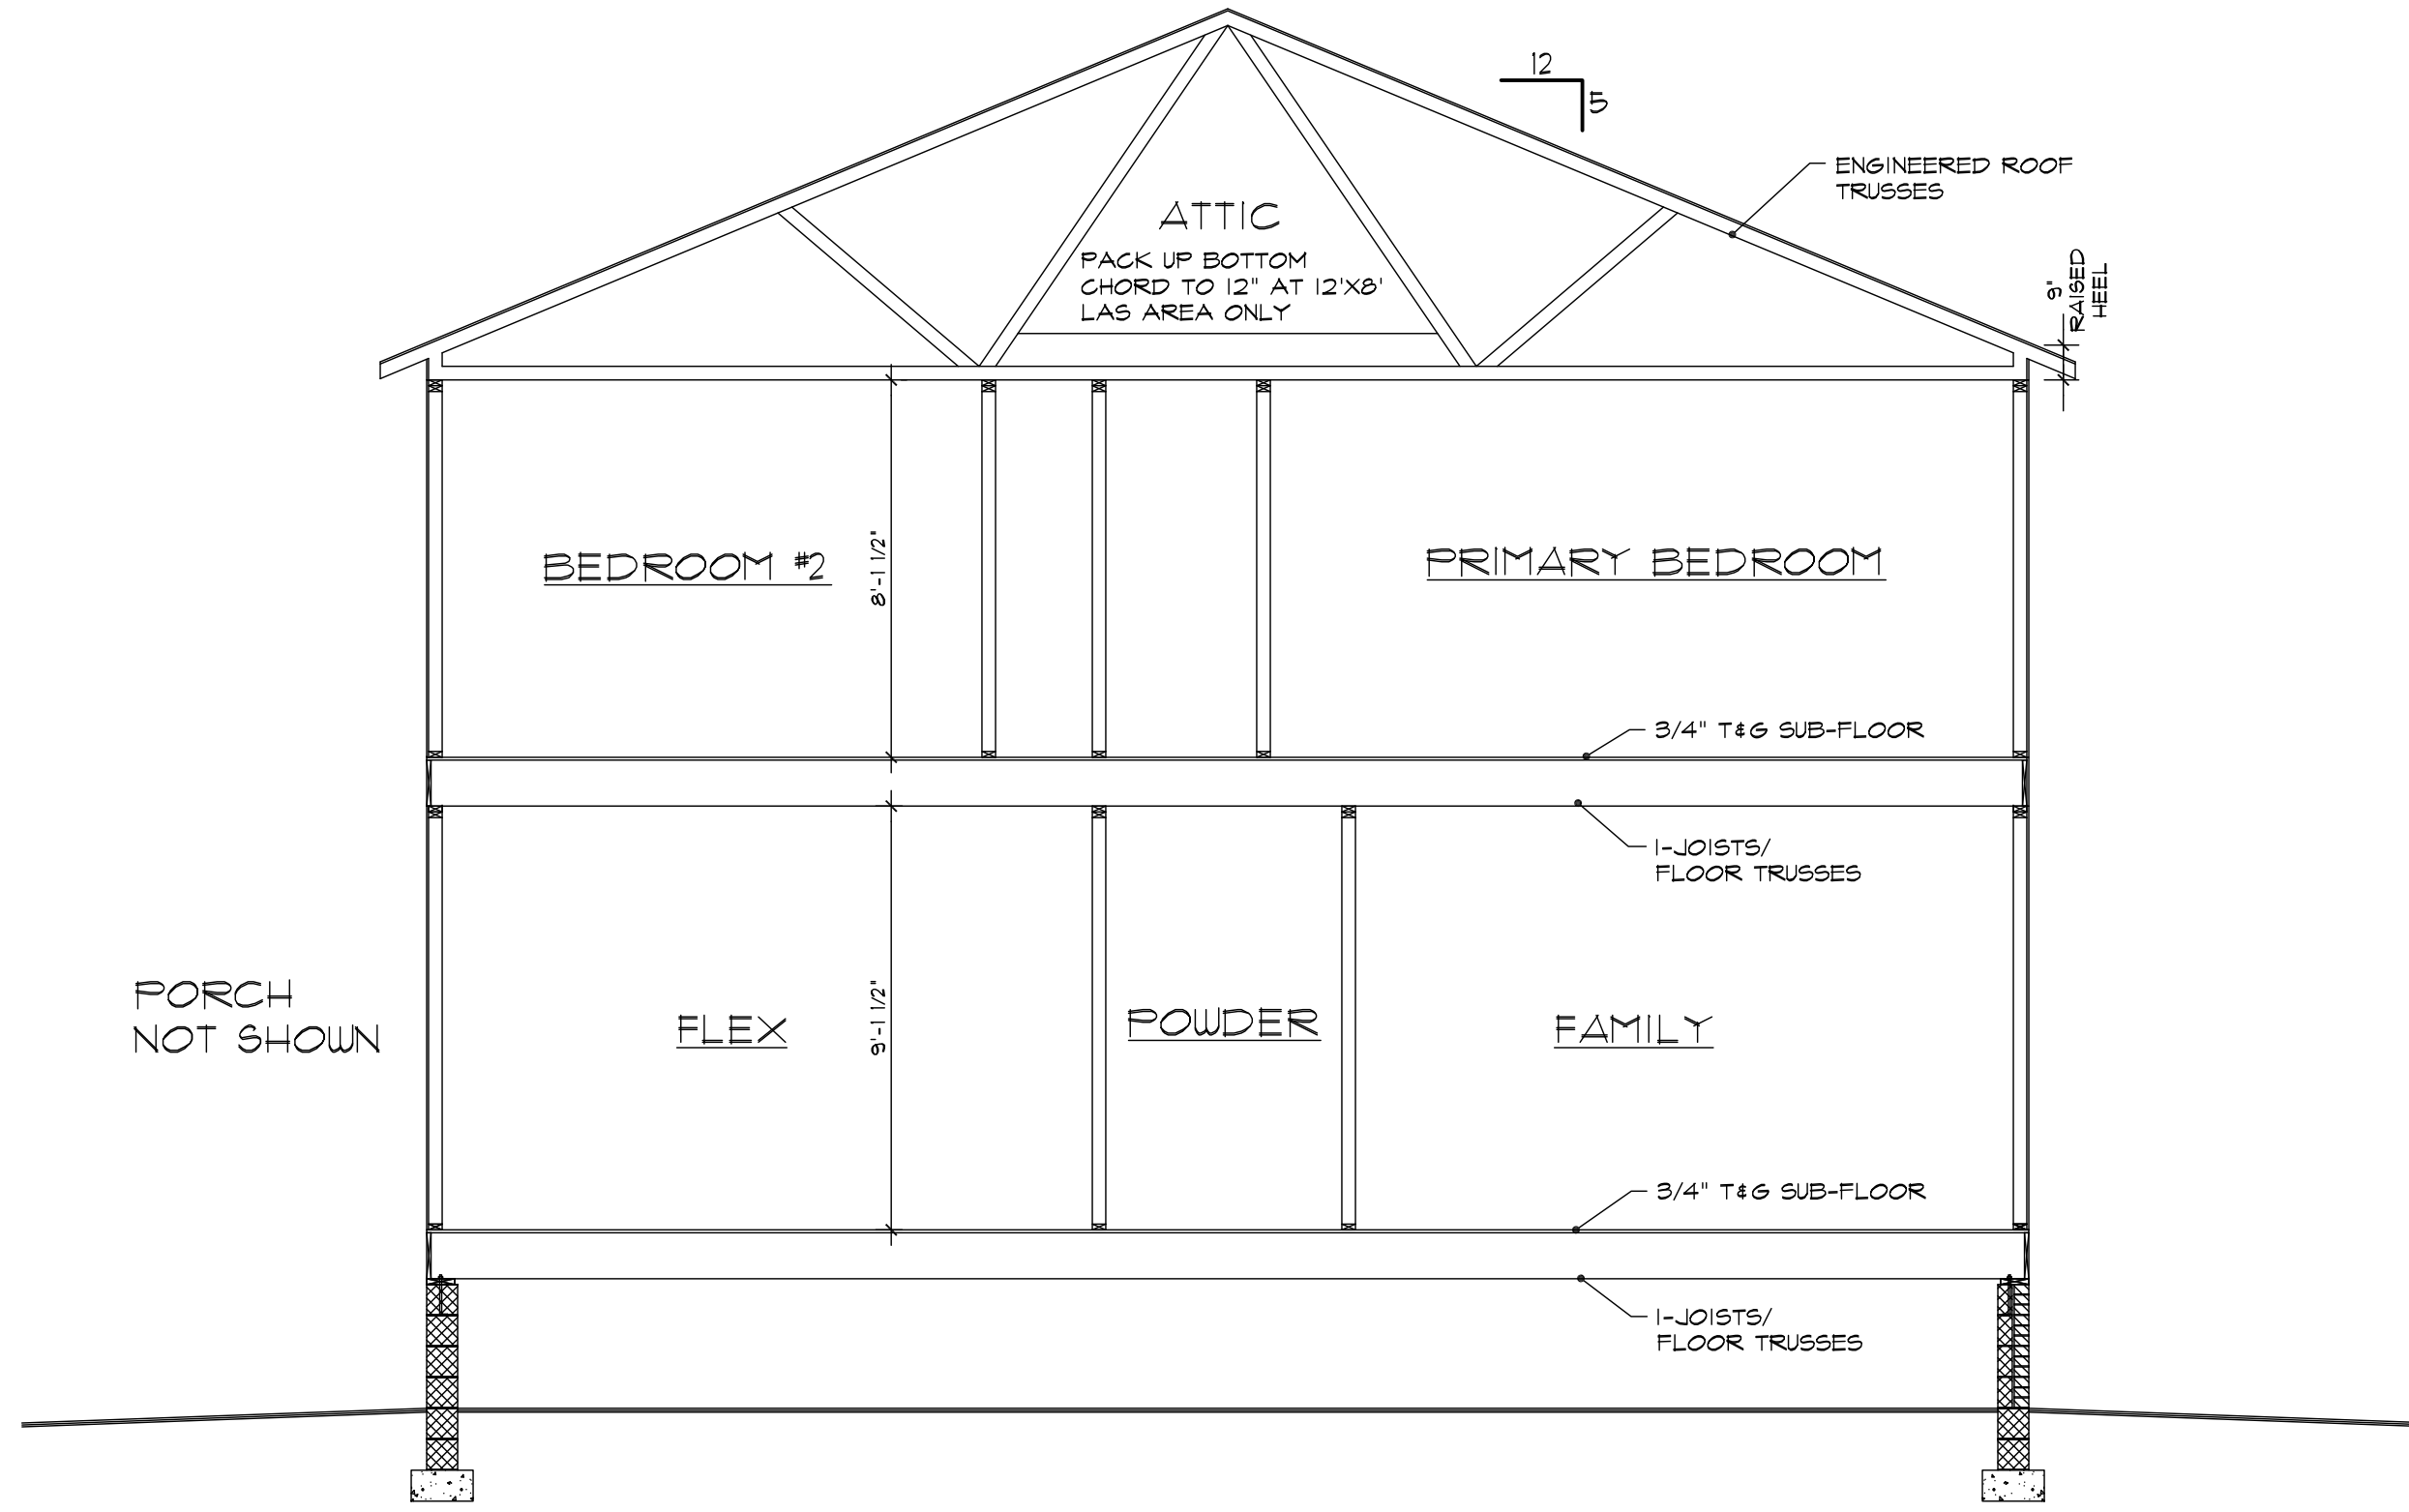 12
5
ENGINEERED ROOF
TRUSSES
ATTIC
PACK UP BOTTOM
CHORD TO 12" AT 12'X8'
LAS AREA ONLY
9"
RAISED
HEEL
BEDROOM #2
8'-1 1/2"
PRIMARY BEDROOM
3/4" T&G SUB-FLOOR
I-JOISTS/
FLOOR TRUSSES
PORCH
NOT SHOWN
FLEX
9'-1 1/2"
POWDER
FAMILY
3/4" T&G SUB-FLOOR
I-JOISTS/
FLOOR TRUSSES